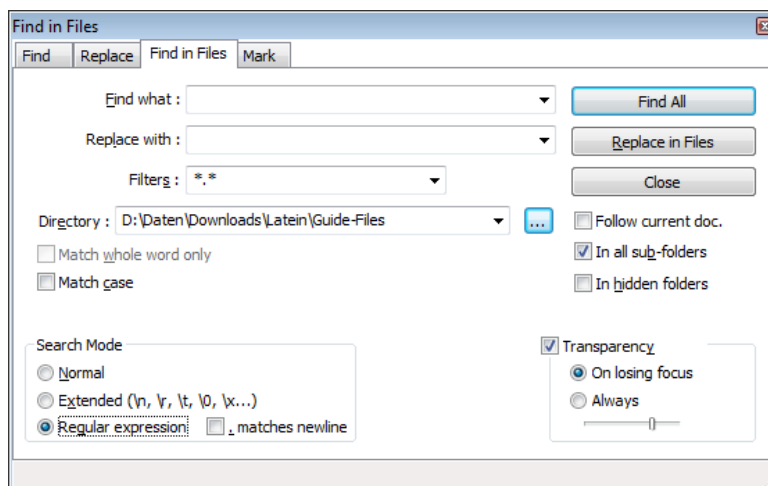 Find in Files
Find Replace Find in Files Mark
Find what :
Find All
Replace with :
Replace in Files
Filters : *.*
Close
Directory : D:\Daten\Downloads\Latein\Guide-Files ...
Follow current doc.
Match whole word only
In all sub-folders
Match case
In hidden folders
Search Mode
Transparency
Normal
On losing focus
Extended (\n, \r, \t, \0, \x...)
Always
Regular expression . matches newline